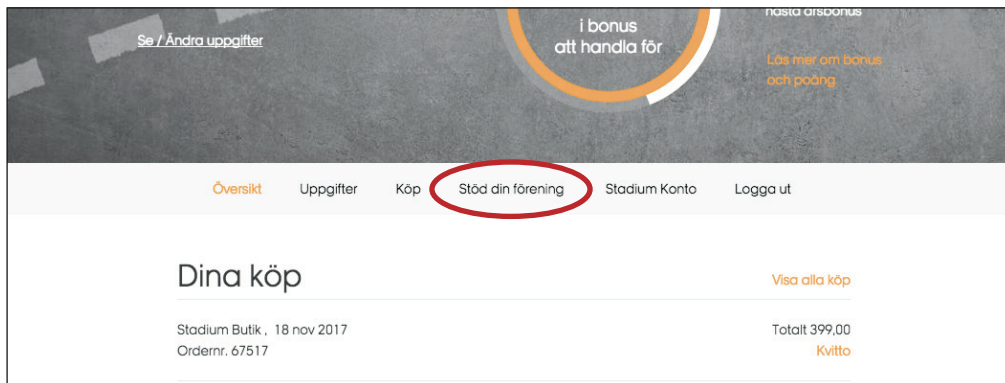 nästa årsbonus
i bonus
Se / Ändra uppgifter
att handla för
Läs mer om bonus
och poäng
Översikt Uppgifter Köp Stöd din förening Stadium Konto Logga ut
Dina köp Visa alla köp
Stadium Butik , 18 nov 2017 Totalt 399,00
Ordernr. 67517 Kvitto